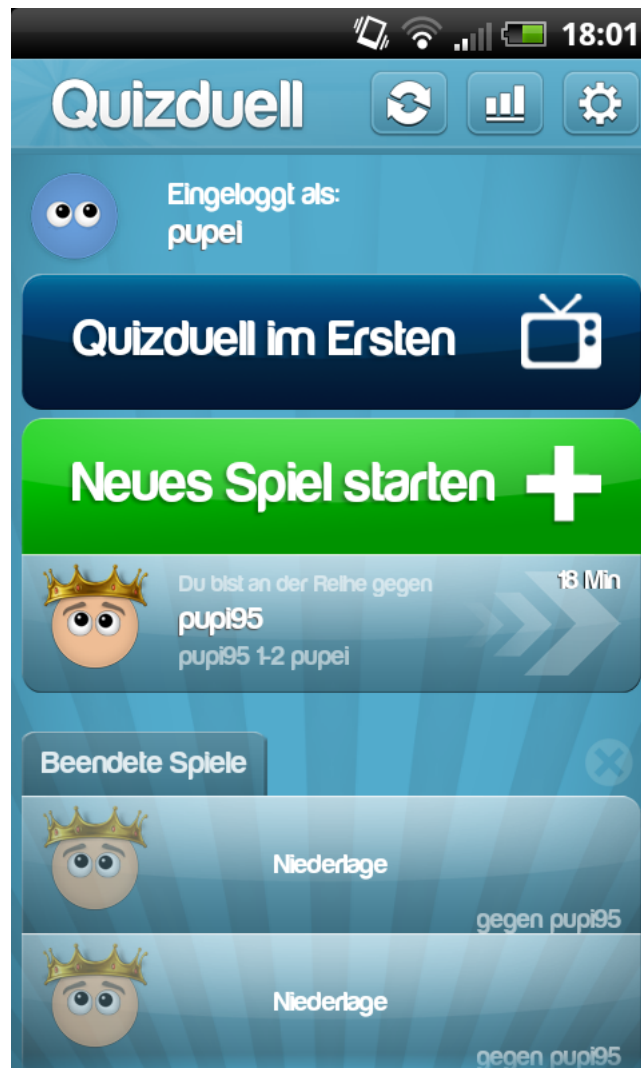 18:01
Quizduell
Eingeloggt als:
pupei
Quizduell im Ersten
Neues Spiel starten
Du bist an der Reihe gegen
18 Min
pupi95
pupi95 1-2 pupei
Beendete Spiele
Niederlage
gegen pupi95
Niederlage
gegen pupi95